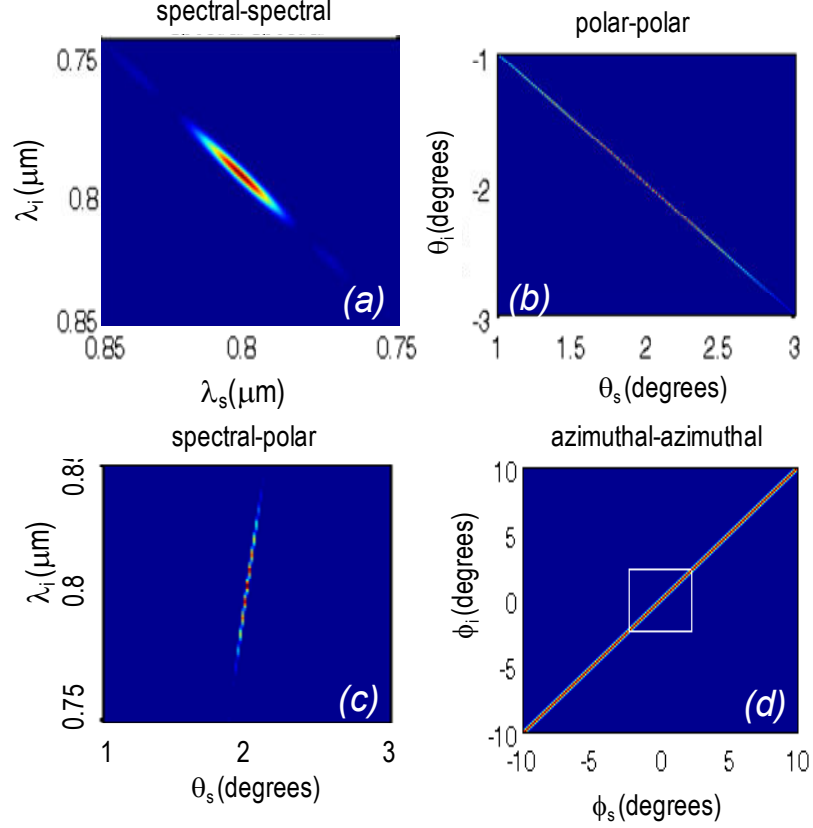 spectral-spectral
0.75
0.8
0.85
λi(μm)
0.85
0.8
0.75
λs(μm)
(a)
polar-polar
-1
-2
-3
θi(degrees)
1
1.5
2
2.5
3
θs(degrees)
(b)
spectral-polar
0.8
0.75
λi(μm)
1
2
3
θs(degrees)
(c)
azimuthal-azimuthal
10
5
0
-5
-10
ϕi(degrees)
-10
-5
0
5
10
ϕs(degrees)
(d)